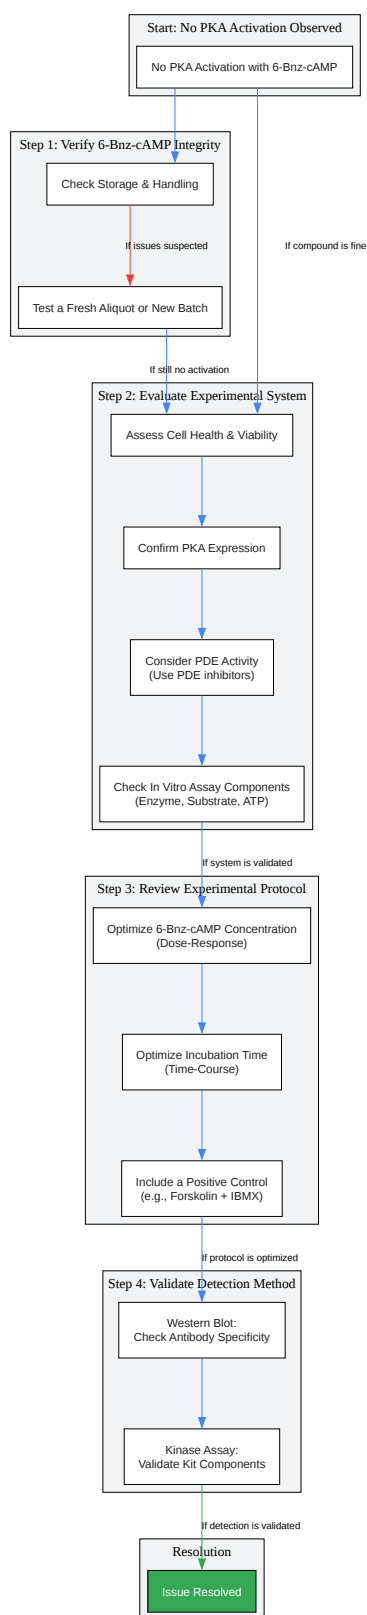 Start: No PKA Activation Observed
No PKA Activation with 6-Bnz-cAMP
Step 1: Verify 6-Bnz-cAMP Integrity
Check Storage & Handling
If issues suspected
If compound is fine
Test a Fresh Aliquot or New Batch
If still no activation
Step 2: Evaluate Experimental System
Assess Cell Health & Viability
Confirm PKA Expression
Consider PDE Activity
(Use PDE inhibitors)
Check In Vitro Assay Components
(Enzyme, Substrate, ATP)
If system is validated
Step 3: Review Experimental Protocol
Optimize 6-Bnz-cAMP Concentration
(Dose-Response)
Optimize Incubation Time
(Time-Course)
Include a Positive Control
(e.g., Forskolin + IBMX)
If protocol is optimized
Step 4: Validate Detection Method
Western Blot:
Check Antibody Specificity
Kinase Assay:
Validate Kit Components
If detection is validated
Resolution
Issue Resolved